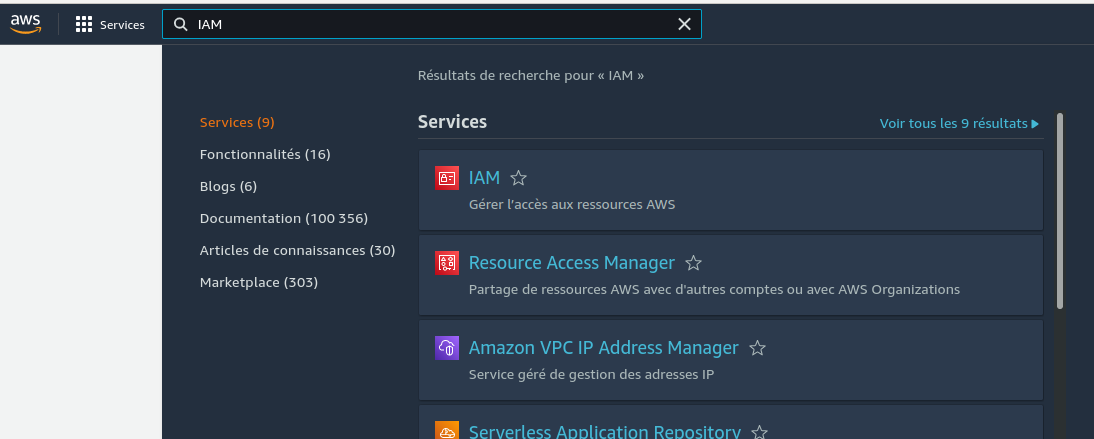 aws
Services
IAM
Résultats de recherche pour « IAM »
Services (9)
Fonctionnalités (16)
Blogs (6)
Documentation (100 356)
Articles de connaissances (30)
Marketplace (303)
Services
Voir tous les 9 résultats
IAM
Gérer l'accès aux ressources AWS
Resource Access Manager
Partage de ressources AWS avec d'autres comptes ou avec AWS Organizations
Amazon VPC IP Address Manager
Service géré de gestion des adresses IP
Serverless Application Repository